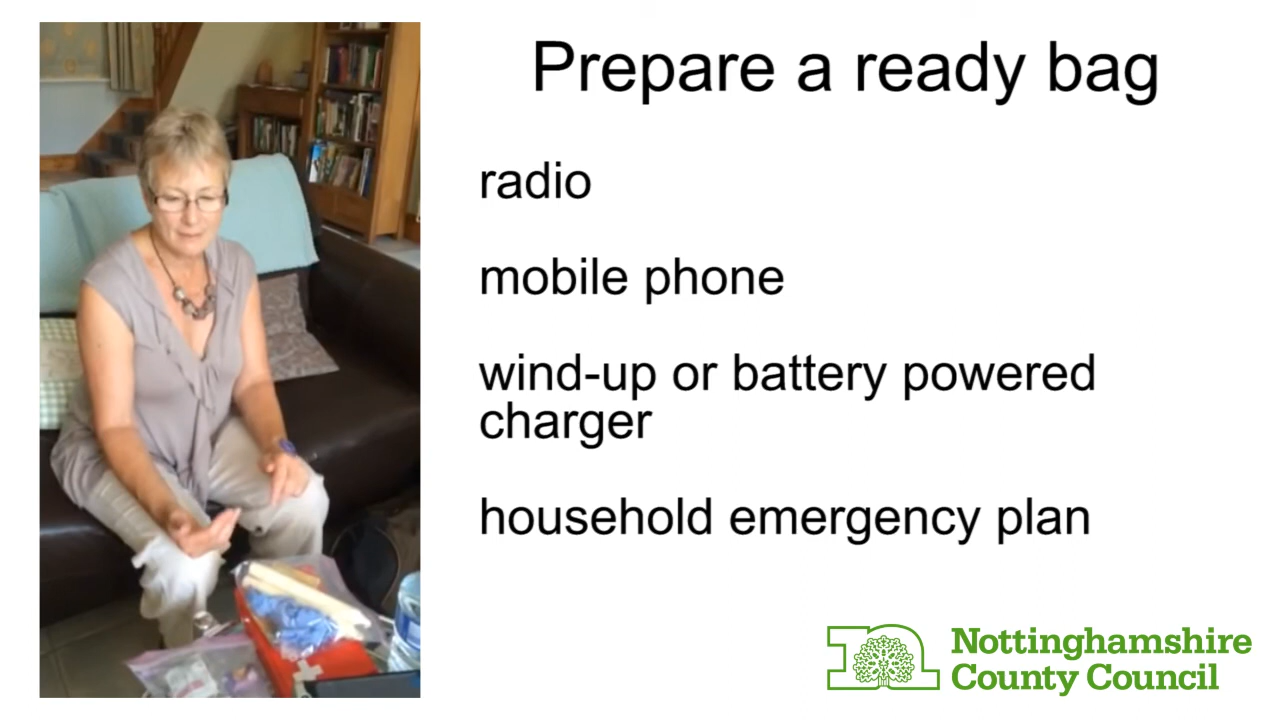 Prepare a ready bag
radio
mobile phone
wind-up or battery powered
charger
household emergency plan
Nottinghamshire
County Council